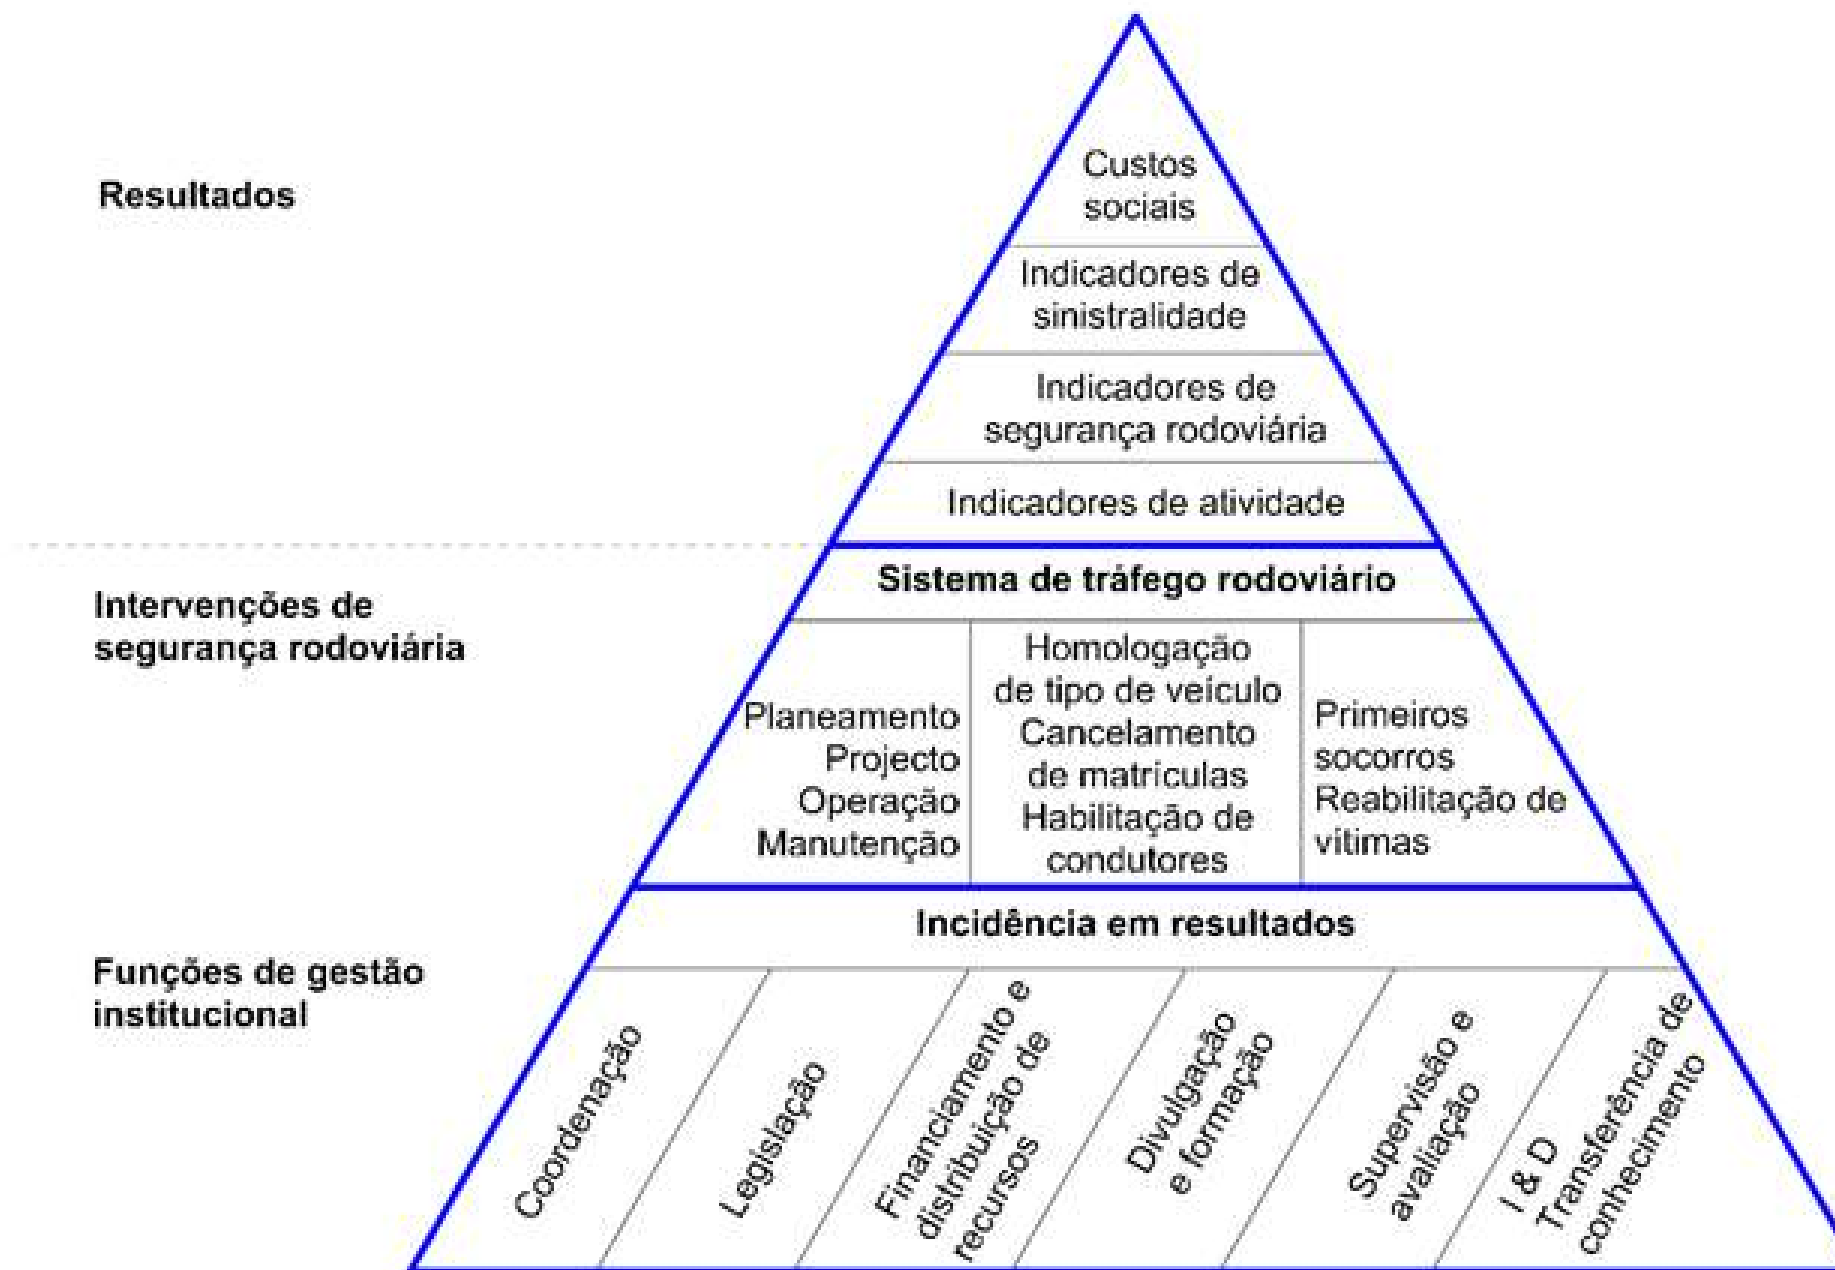 Resultados
Custos
sociais
Indicadores de
sinistralidade
Indicadores de
segurança rodoviária
Indicadores de atividade
Intervenções de
segurança rodoviária
Sistema de tráfego rodoviário
Planeamento
Projecto
Operação
Manutenção
Homologação
de tipo de veículo
Cancelamento
de matrículas
Habilitação de
condutores
Primeiros
socorros
Reabilitação de
vítimas
Funções de gestão
institucional
Incidência em resultados
Coordenação
Legislação
Financiamento e
distribuição de
recursos
Divulgação
e formação
Supervisão e
avaliação
I & D
Transferência de
conhecimento